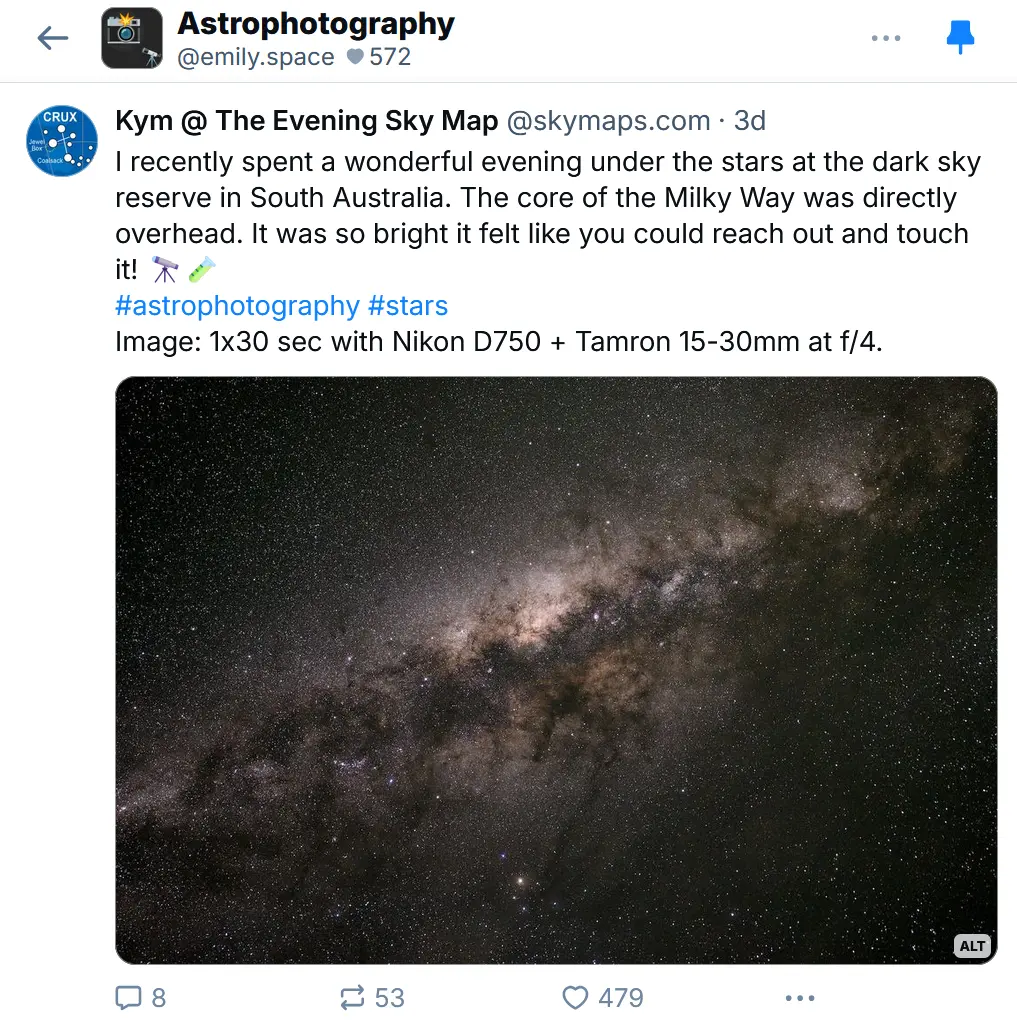 Astrophotography
@emily.space 572
CRUX
Jewel
Box
Coalsack
Kym @ The Evening Sky Map @skymaps.com · 3d
I recently spent a wonderful evening under the stars at the dark sky
reserve in South Australia. The core of the Milky Way was directly
overhead. It was so bright it felt like you could reach out and touch
it! 🔭 🧪
#astrophotography #stars
Image: 1x30 sec with Nikon D750 + Tamron 15-30mm at f/4.
ALT
8 53 479